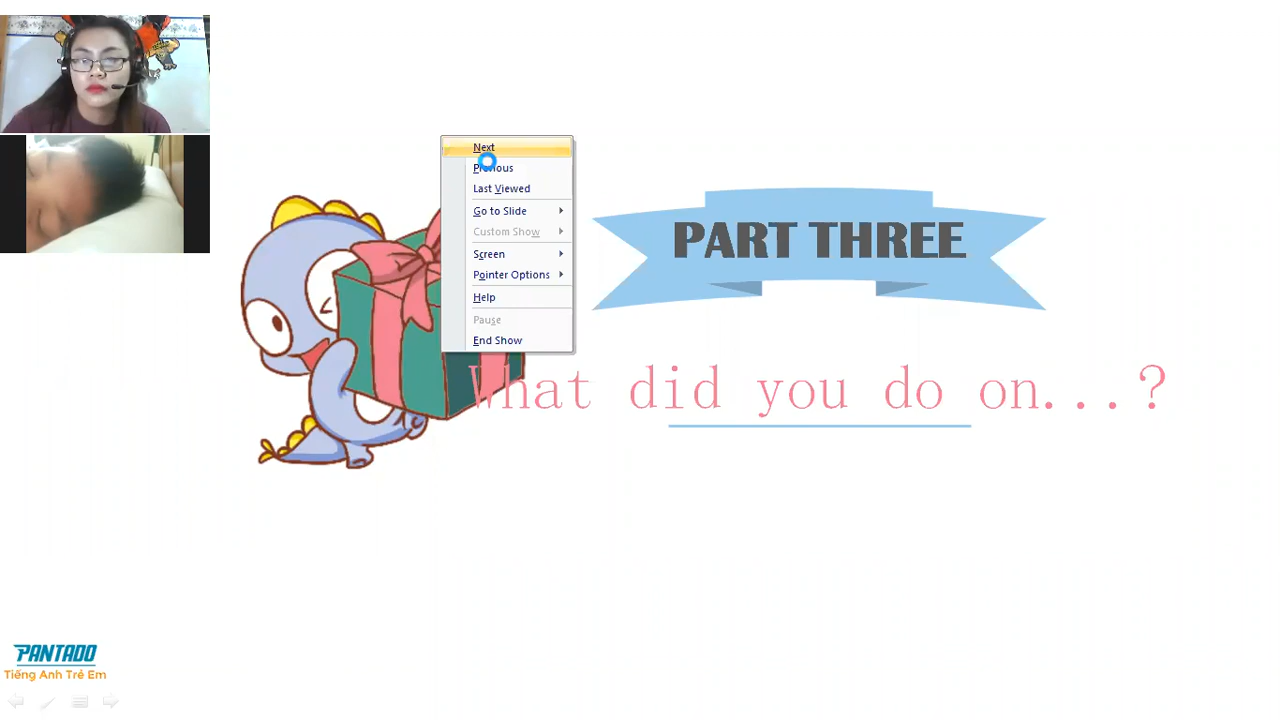 Next
Previous
Last Viewed
Go to Slide
Custom Show
Screen
Pointer Options
Help
Pause
End Show
PART THREE
What did you do on...?
PANTADO
Tiếng Anh Trẻ Em